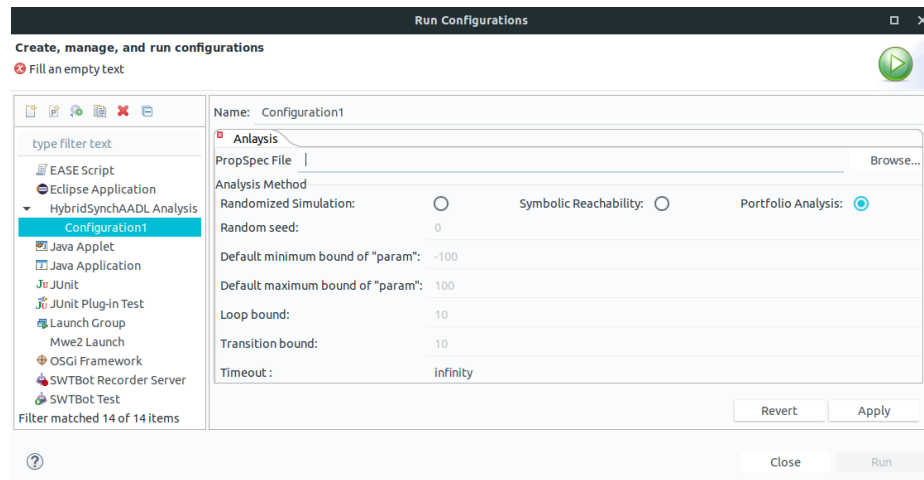 Run Configurations
Create, manage, and run configurations
Fill an empty text
type filter text
EASE Script
Eclipse Application
HybridSynchAADL Analysis
Configuration1
Java Applet
Java Application
Ju JUnit
JUnit Plug-in Test
Launch Group
Mwe2 Launch
OSGi Framework
SWTBot Recorder Server
SWTBot Test
Filter matched 14 of 14 items
Name: Configuration1
Anlaysis
PropSpec File Browse...
Analysis Method
Randomized Simulation: Symbolic Reachability: Portfolio Analysis:
Random seed: 0
Default minimum bound of "param": -100
Default maximum bound of "param": 100
Loop bound: 10
Transition bound: 10
Timeout : infinity
Revert Apply
Close Run